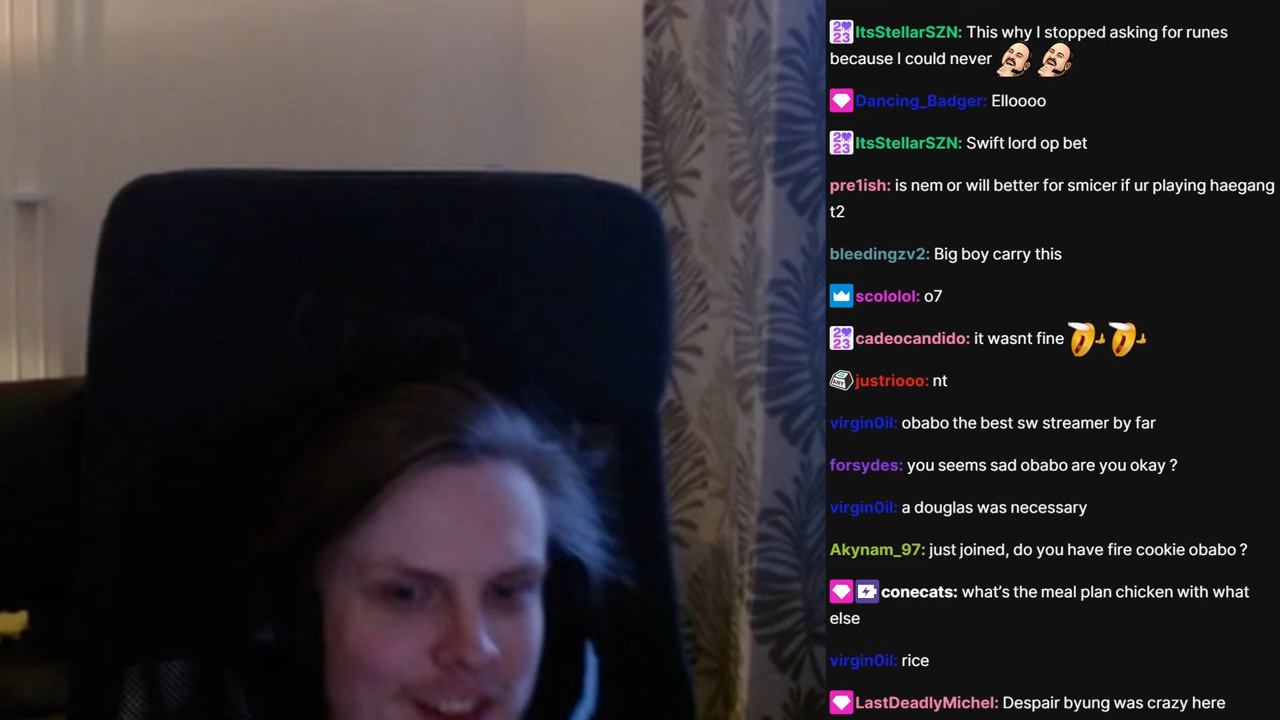 ItsStellarSZN: This why I stopped asking for runes
because I could never
Dancing_Badger: Elloooo
ItsStellarSZN: Swift lord op bet
pre1ish: is nem or will better for smicer if ur playing haegang
t2
bleedingzv2: Big boy carry this
scololol: o7
cadeocandido: it wasnt fine
justriooo: nt
virgin0il: obabo the best sw streamer by far
forsydes: you seems sad obabo are you okay ?
virgin0il: a douglas was necessary
Akynam_97: just joined, do you have fire cookie obabo ?
conecats: what’s the meal plan chicken with what
else
virgin0il: rice
LastDeadlyMichel: Despair byung was crazy here